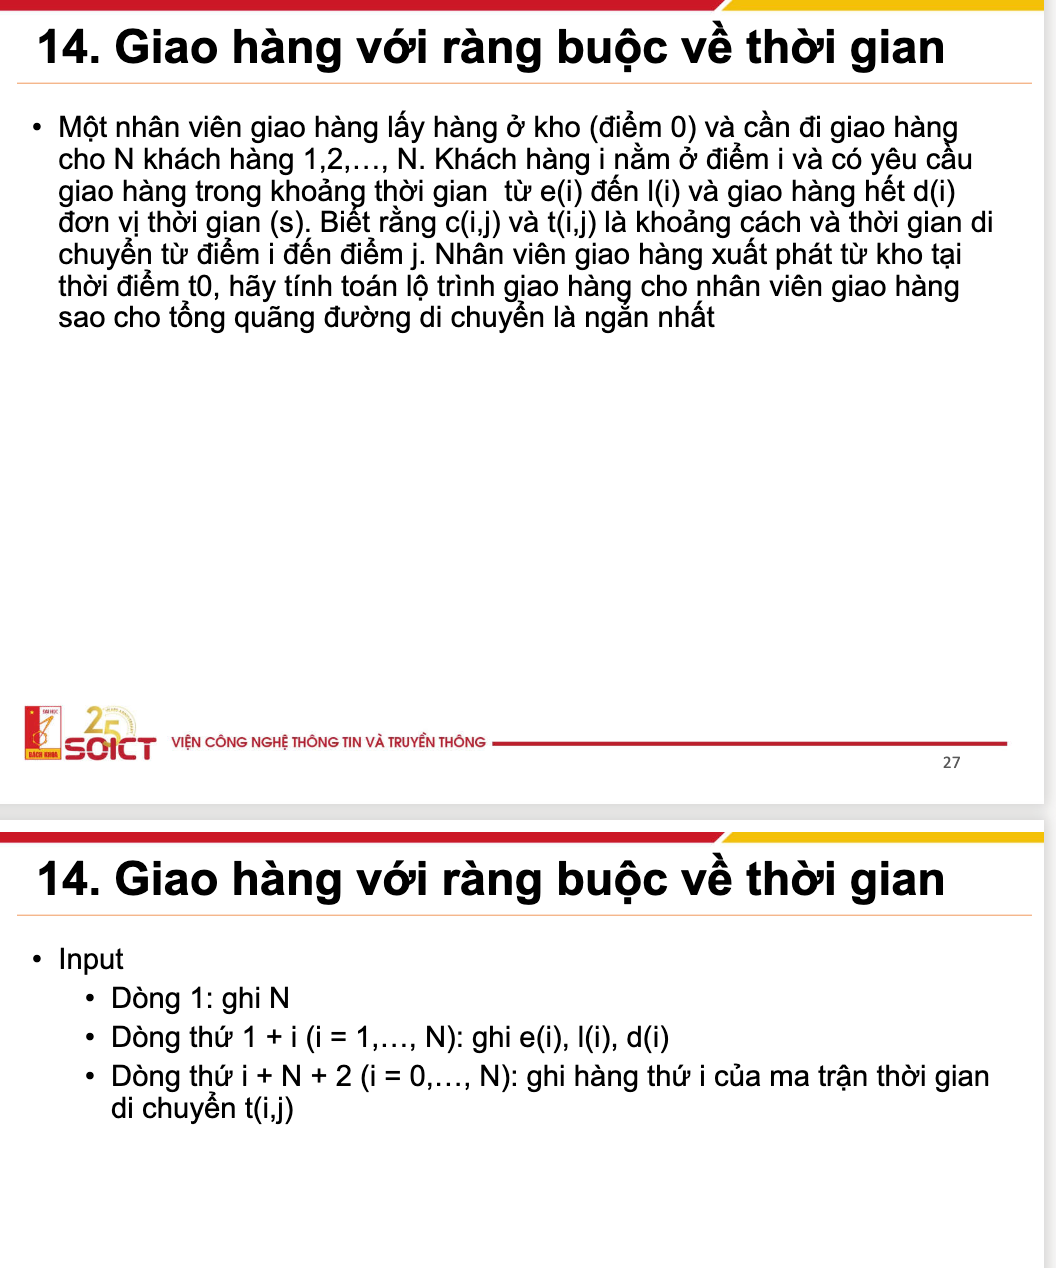 14. Giao hàng với ràng buộc về thời gian
• Một nhân viên giao hàng lấy hàng ở kho (điểm 0) và cần đi giao hàng
cho N khách hàng 1,2,…, N. Khách hàng i nằm ở điểm i và có yêu cầu
giao hàng trong khoảng thời gian  từ e(i) đến l(i) và giao hàng hết d(i)
đơn vị thời gian (s). Biết rằng c(i,j) và t(i,j) là khoảng cách và thời gian di
chuyển từ điểm i đến điểm j. Nhân viên giao hàng xuất phát từ kho tại
thời điểm t0, hãy tính toán lộ trình giao hàng cho nhân viên giao hàng
sao cho tổng quãng đường di chuyển là ngắn nhất
ĐẠI HỌC
BÁCH KHOA
25
SOICT
VIỆN CÔNG NGHỆ THÔNG TIN VÀ TRUYỀN THÔNG
27
14. Giao hàng với ràng buộc về thời gian
• Input
• Dòng 1: ghi N
• Dòng thứ 1 + i (i = 1,…, N): ghi e(i), l(i), d(i)
• Dòng thứ i + N + 2 (i = 0,…, N): ghi hàng thứ i của ma trận thời gian
di chuyển t(i,j)